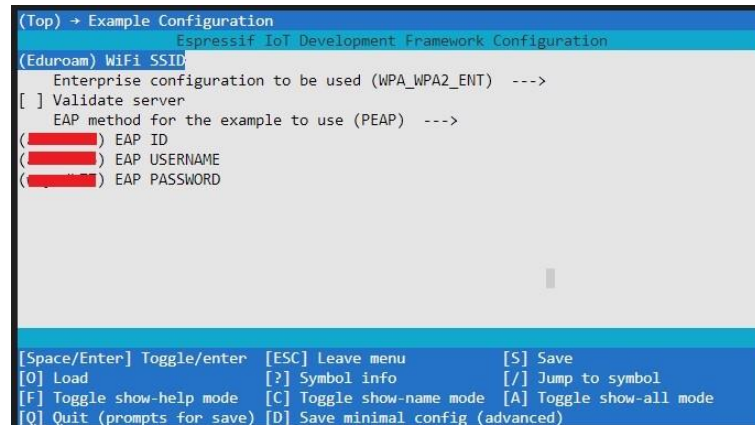 (Top) → Example Configuration
Espressif IoT Development Framework Configuration
(Eduroam) WiFi SSID
Enterprise configuration to be used (WPA_WPA2_ENT)  --->
[ ] Validate server
EAP method for the example to use (PEAP)  --->
( ) EAP ID
( ) EAP USERNAME
( ) EAP PASSWORD
[Space/Enter] Toggle/enter  [ESC] Leave menu  [S] Save
[O] Load  [?] Symbol info  [/] Jump to symbol
[F] Toggle show-help mode  [C] Toggle show-name mode  [A] Toggle show-all mode
[Q] Quit (prompts for save)  [D] Save minimal config (advanced)